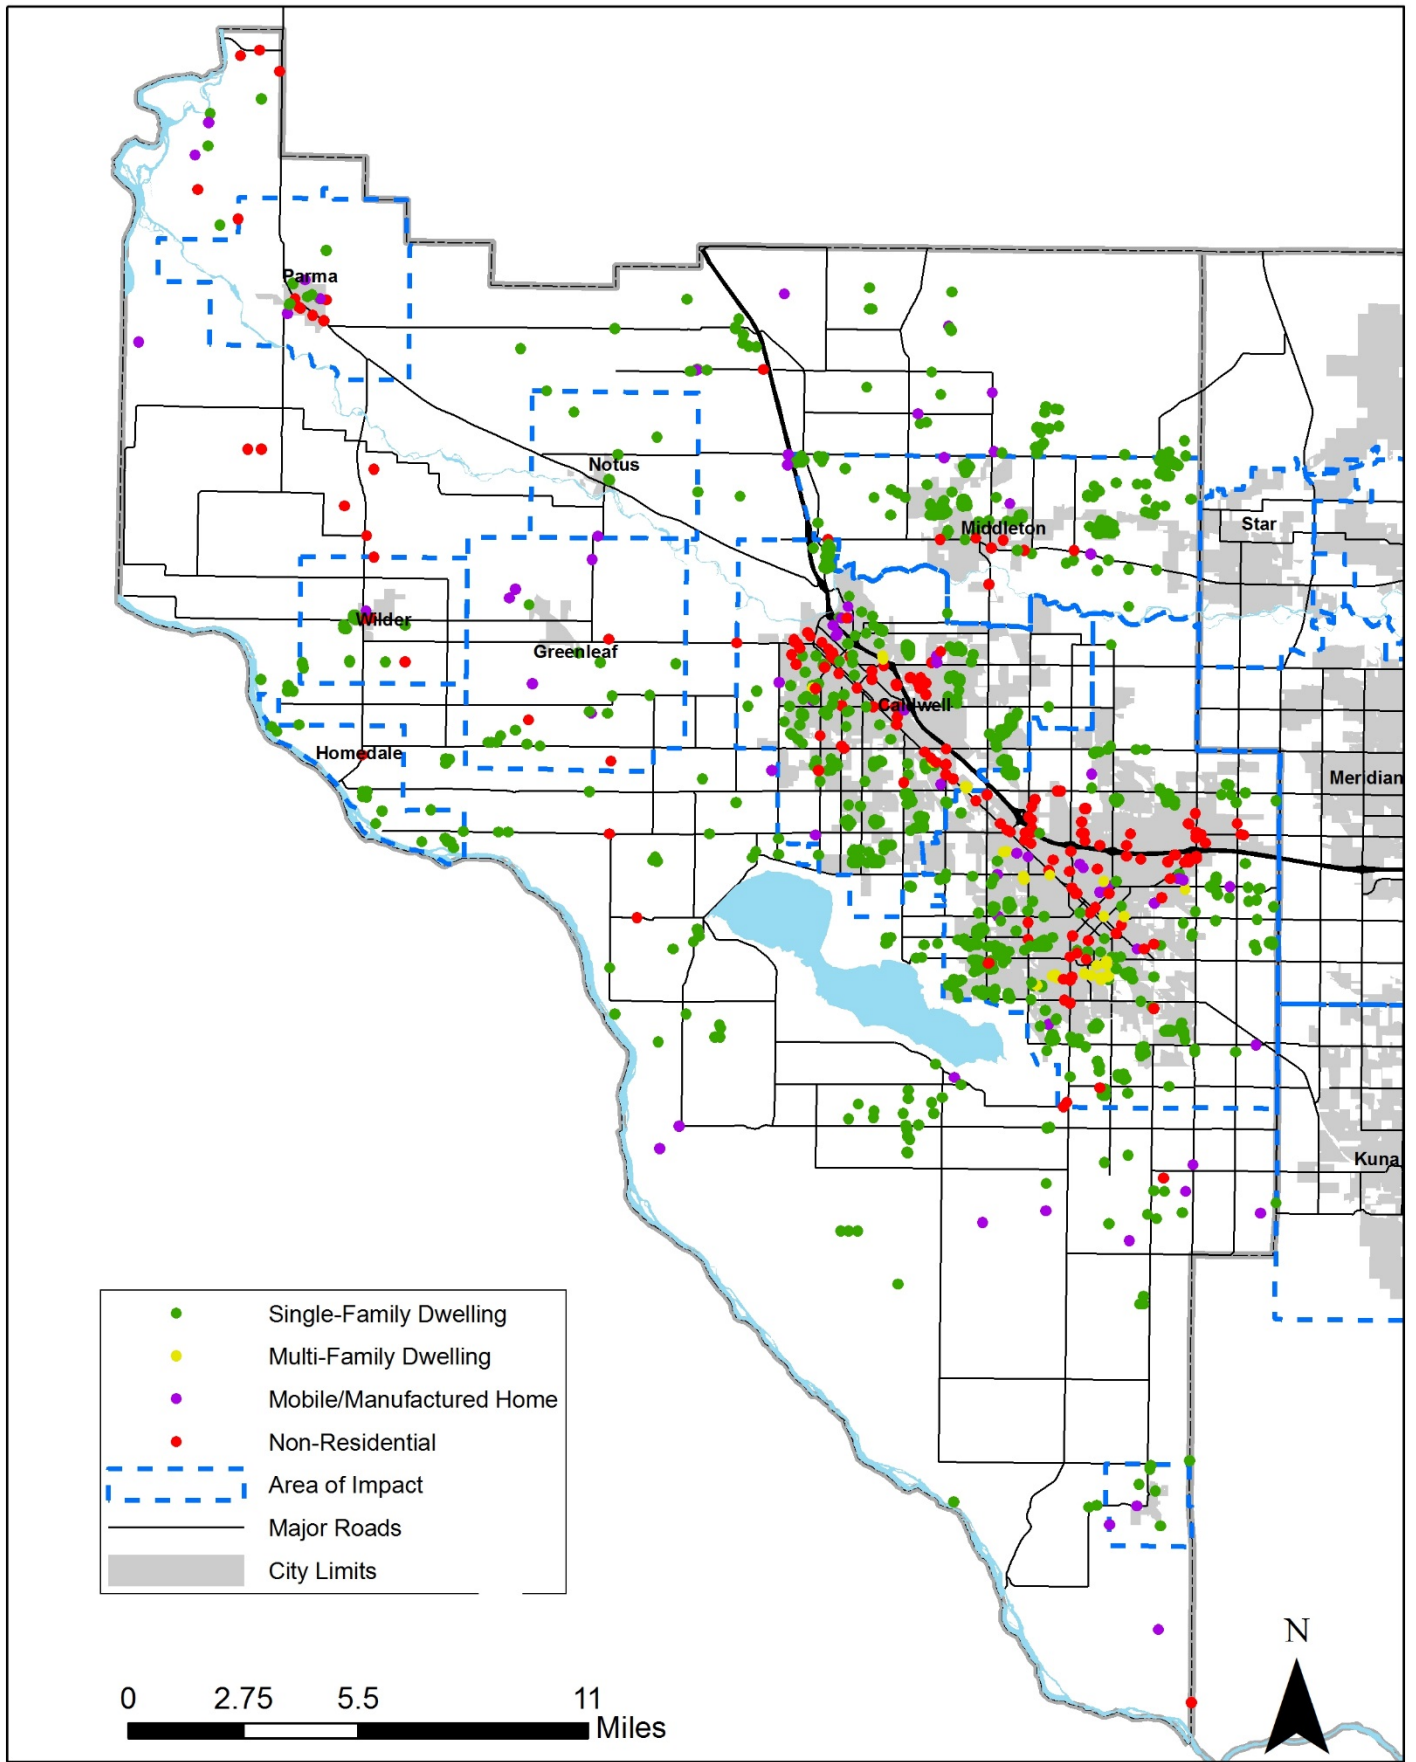 Parma
Notus
Middleton
Star
Wilder
Greenleaf
Caldwell
Homedale
Meridian
Kuna
Single-Family Dwelling
Multi-Family Dwelling
Mobile/Manufactured Home
Non-Residential
Area of Impact
Major Roads
City Limits
N
0 2.75 5.5 11
Miles